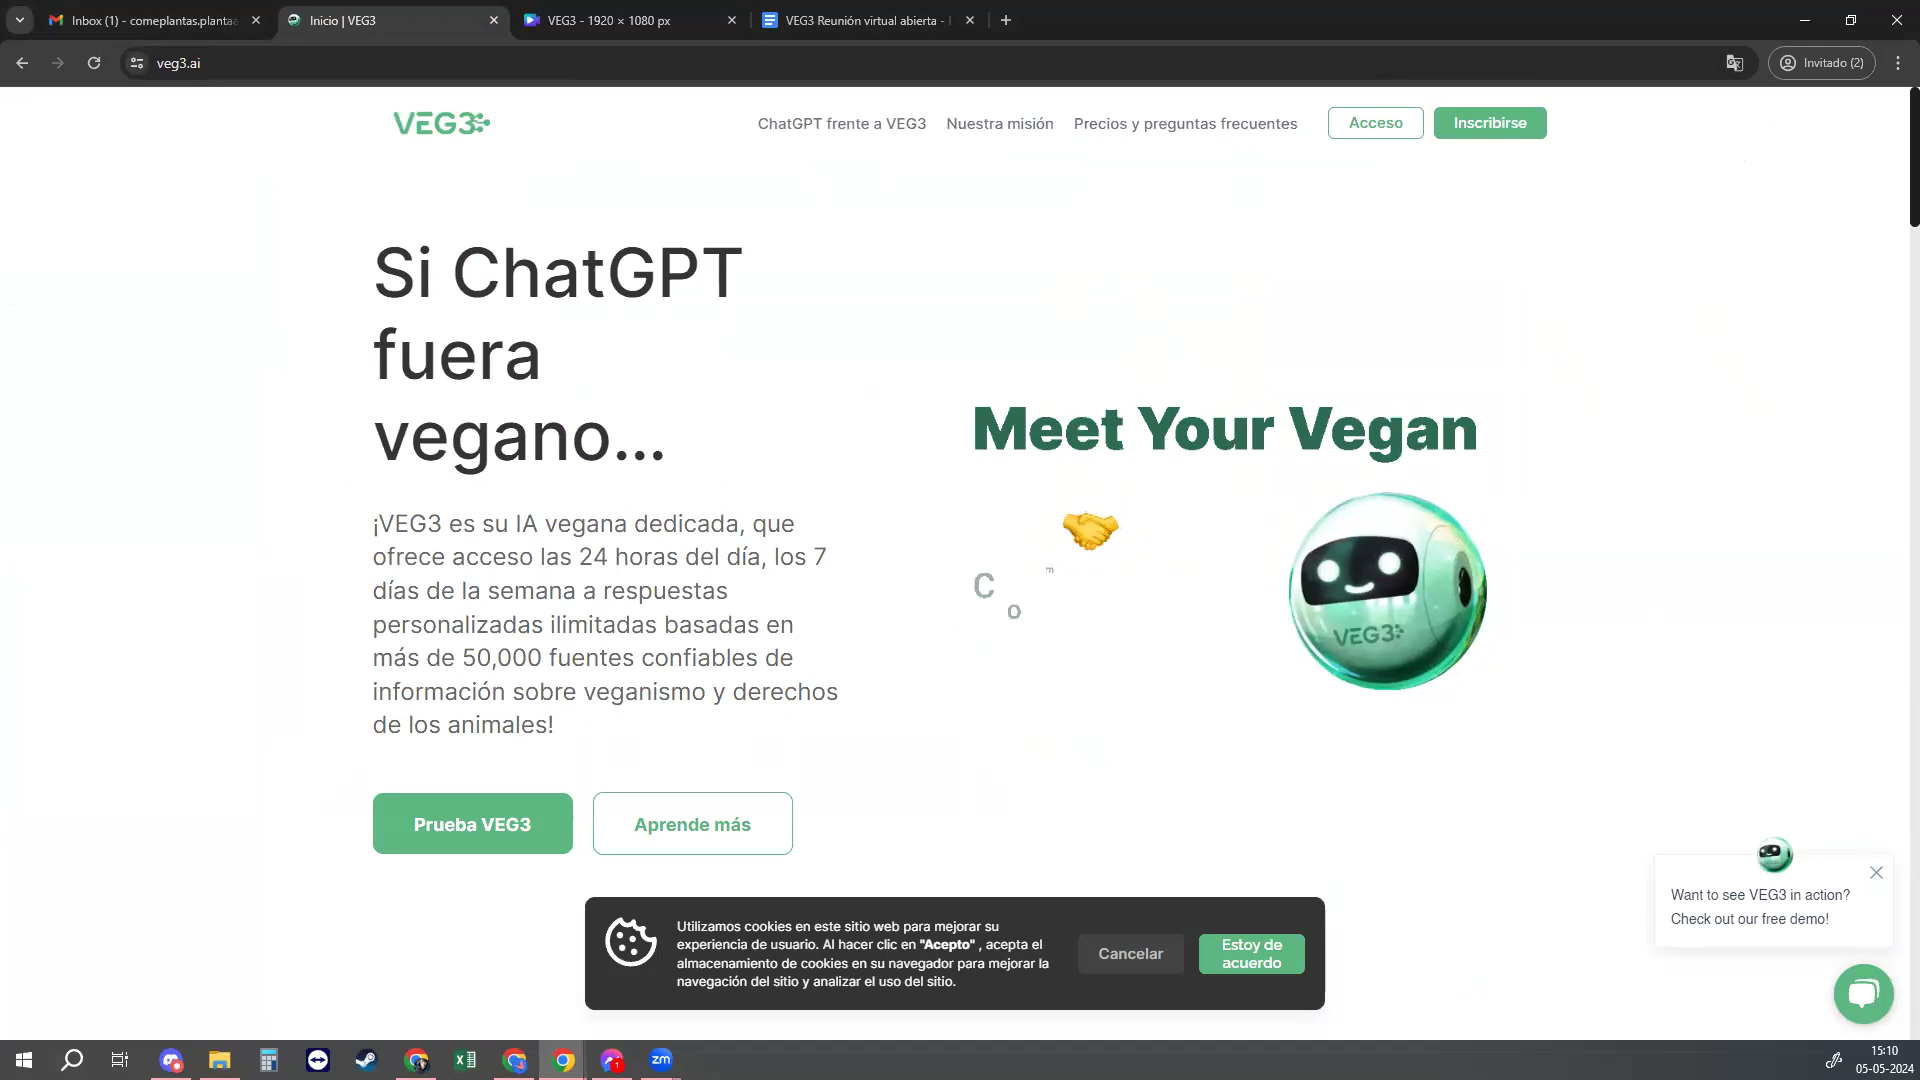 Inbox (1) - comeplantas.planta
Inicio | VEG3
VEG3 - 1920 × 1080 px
VEG3 Reunión virtual abierta -
veg3.ai
Invitado (2)
VEG3
ChatGPT frente a VEG3
Nuestra misión
Precios y preguntas frecuentes
Acceso
Inscribirse
Si ChatGPT
fuera
vegano...
¡VEG3 es su IA vegana dedicada, que
ofrece acceso las 24 horas del día, los 7
días de la semana a respuestas
personalizadas ilimitadas basadas en
más de 50,000 fuentes confiables de
información sobre veganismo y derechos
de los animales!
Prueba VEG3
Aprende más
Meet Your Vegan
C
o
m
VEG3
Utilizamos cookies en este sitio web para mejorar su
experiencia de usuario. Al hacer clic en "Acepto" , acepta el
almacenamiento de cookies en su navegador para mejorar la
navegación del sitio y analizar el uso del sitio.
Cancelar
Estoy de
acuerdo
Want to see VEG3 in action?
Check out our free demo!
zm
1
15:10
05-05-2024